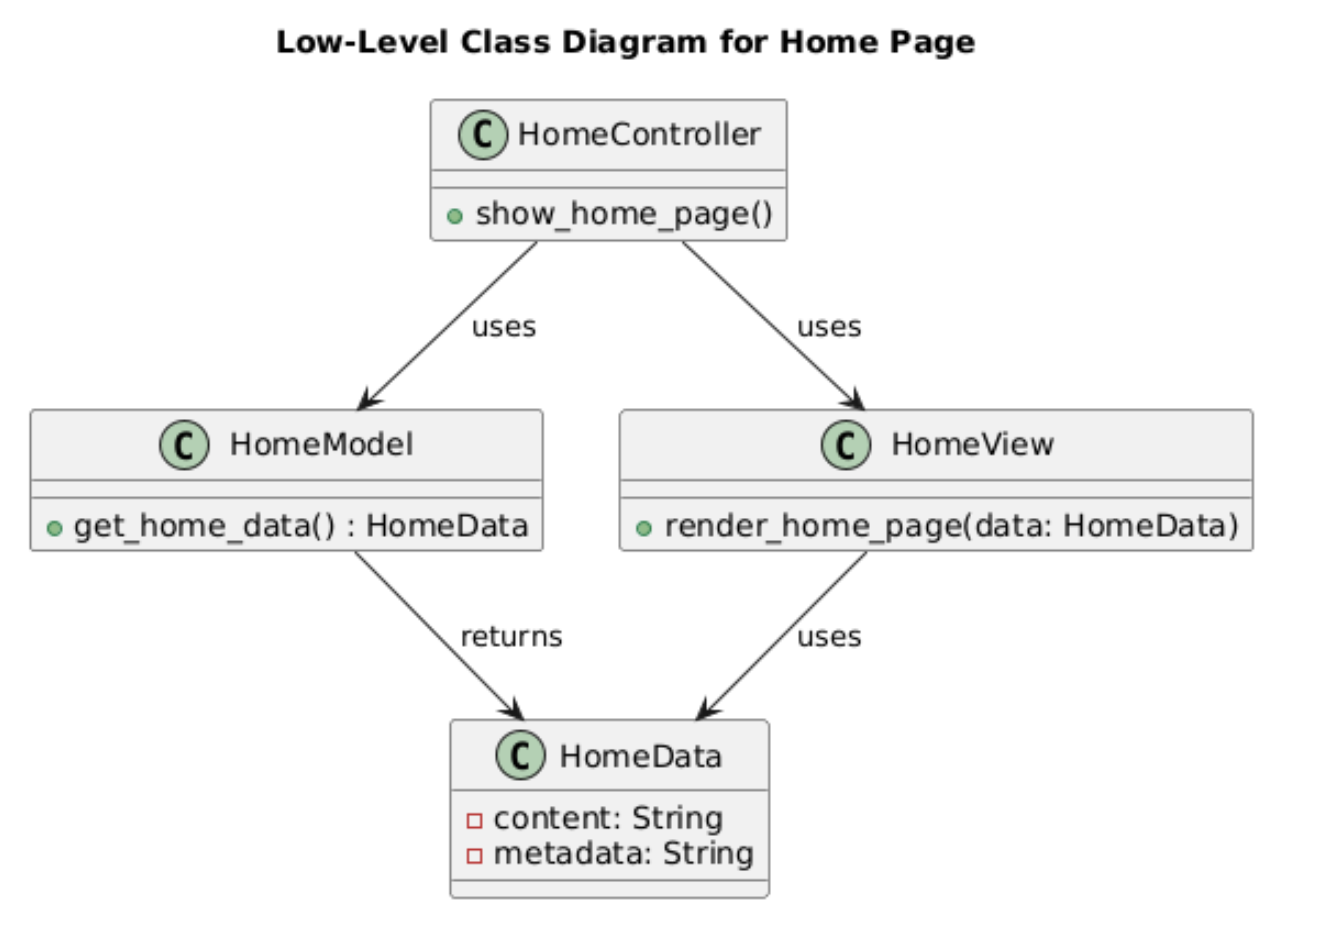 Low-Level Class Diagram for Home Page
C HomeController
show_home_page()
uses
uses
C HomeModel
get_home_data() : HomeData
C HomeView
render_home_page(data: HomeData)
returns
uses
C HomeData
content: String
metadata: String